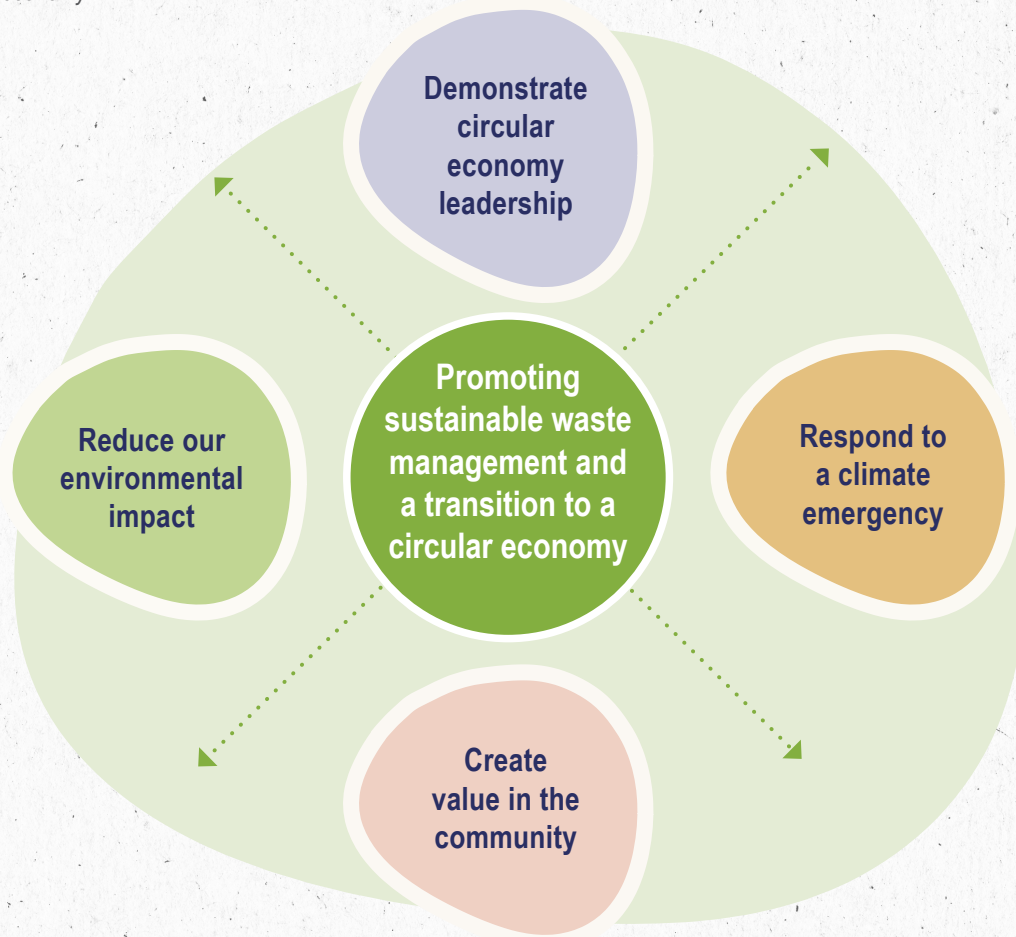 Demonstrate
circular
economy
leadership
Promoting
sustainable waste
management and
a transition to a
circular economy
Reduce our
environmental
impact
Respond to
a climate
emergency
Create
value in the
community